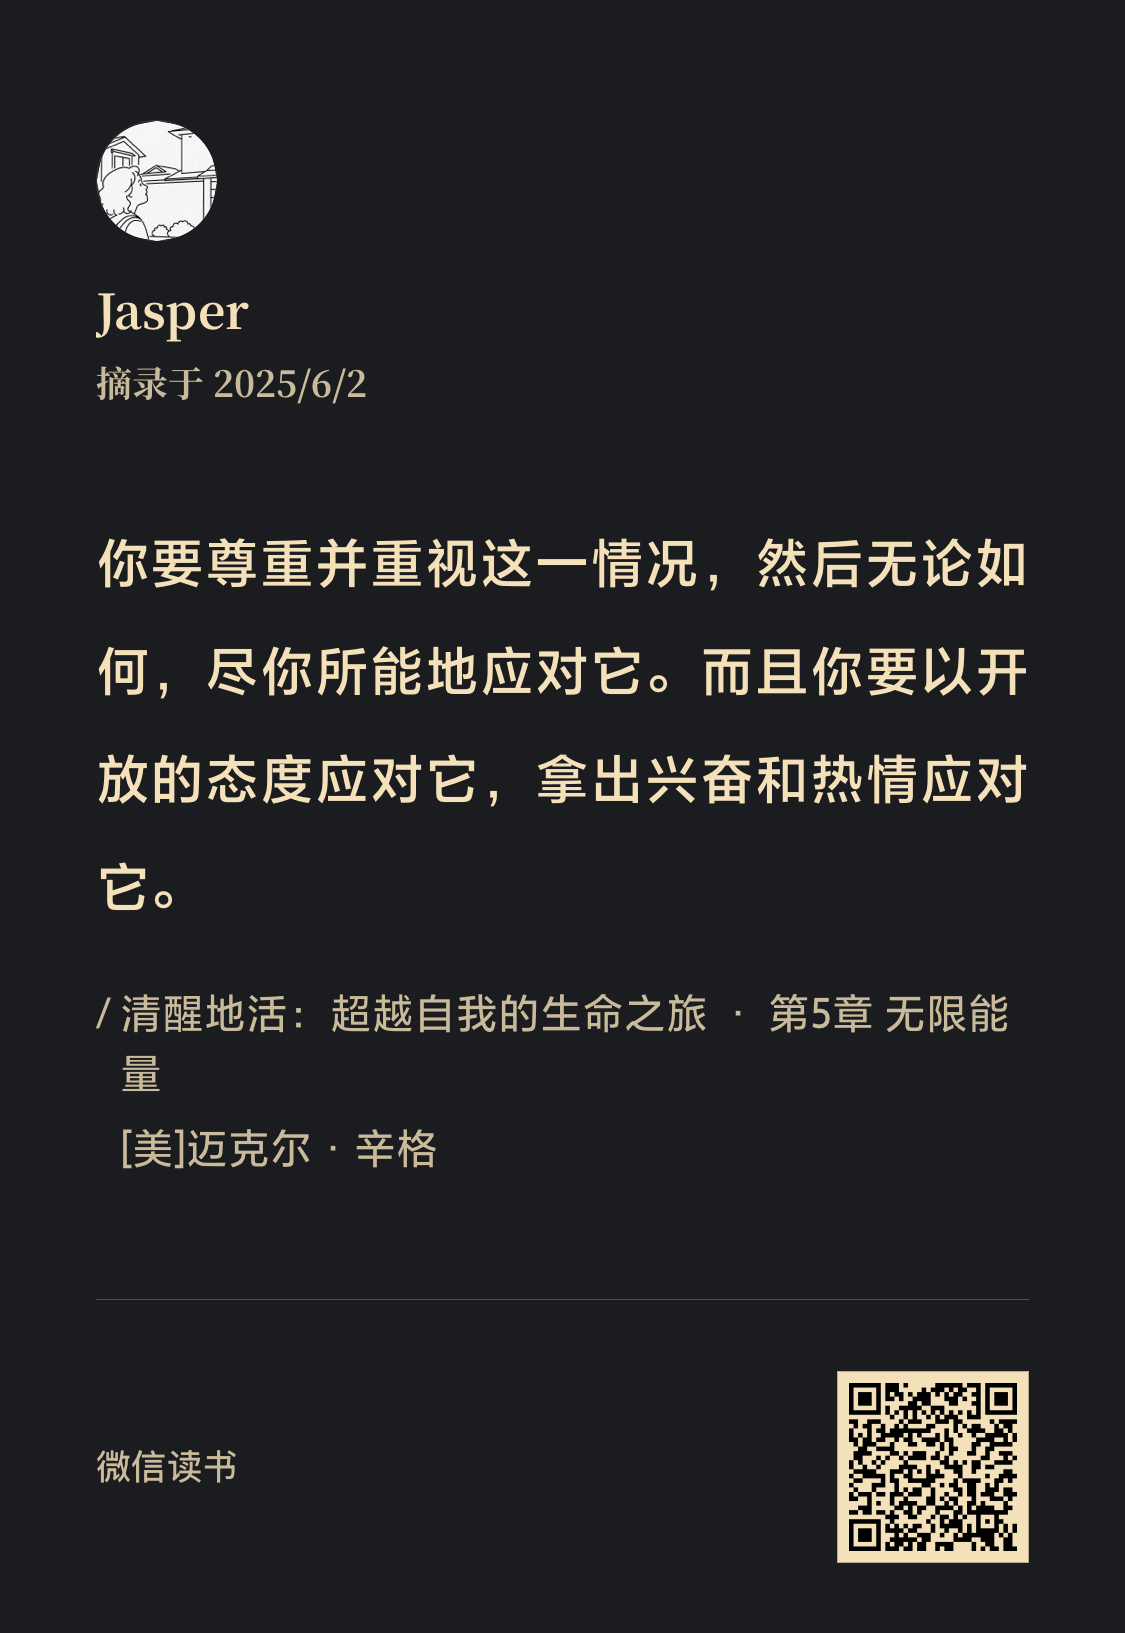 Jasper
摘录于 2025/6/2
你要尊重并重视这一情况，然后无论如
何，尽你所能地应对它。而且你要以开
放的态度应对它，拿出兴奋和热情应对
它。
/ 清醒地活：超越自我的生命之旅 · 第5章 无限能
量
[美]迈克尔 · 辛格
微信读书